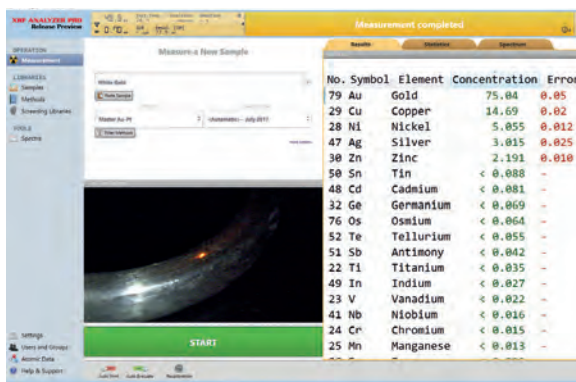 XRF ANALYZER PRO
Release Preview
Measurement completed
OPERATION
Measurement
LIBRARIES
Samples
Methods
Screening Libraries
TOOLS
Spectra
Settings
Users and Groups
Atomic Data
Help & Support
Measure a New Sample
White Gold
START
Results Statistics Spectrum
No. Symbol Element Concentration Error
79 Au Gold 75.04 0.05
29 Cu Copper 14.69 0.02
28 Ni Nickel 5.055 0.012
47 Ag Silver 3.015 0.025
30 Zn Zinc 2.191 0.010
50 Sn Tin < 0.088 -
48 Cd Cadmium < 0.081 -
32 Ge Germanium < 0.069 -
76 Os Osmium < 0.064 -
52 Te Tellurium < 0.055 -
51 Sb Antimony < 0.042 -
22 Ti Titanium < 0.035 -
49 In Indium < 0.027 -
23 V Vanadium < 0.022 -
41 Nb Niobium < 0.016 -
24 Cr Chromium < 0.015 -
25 Mn Manganese < 0.013 -